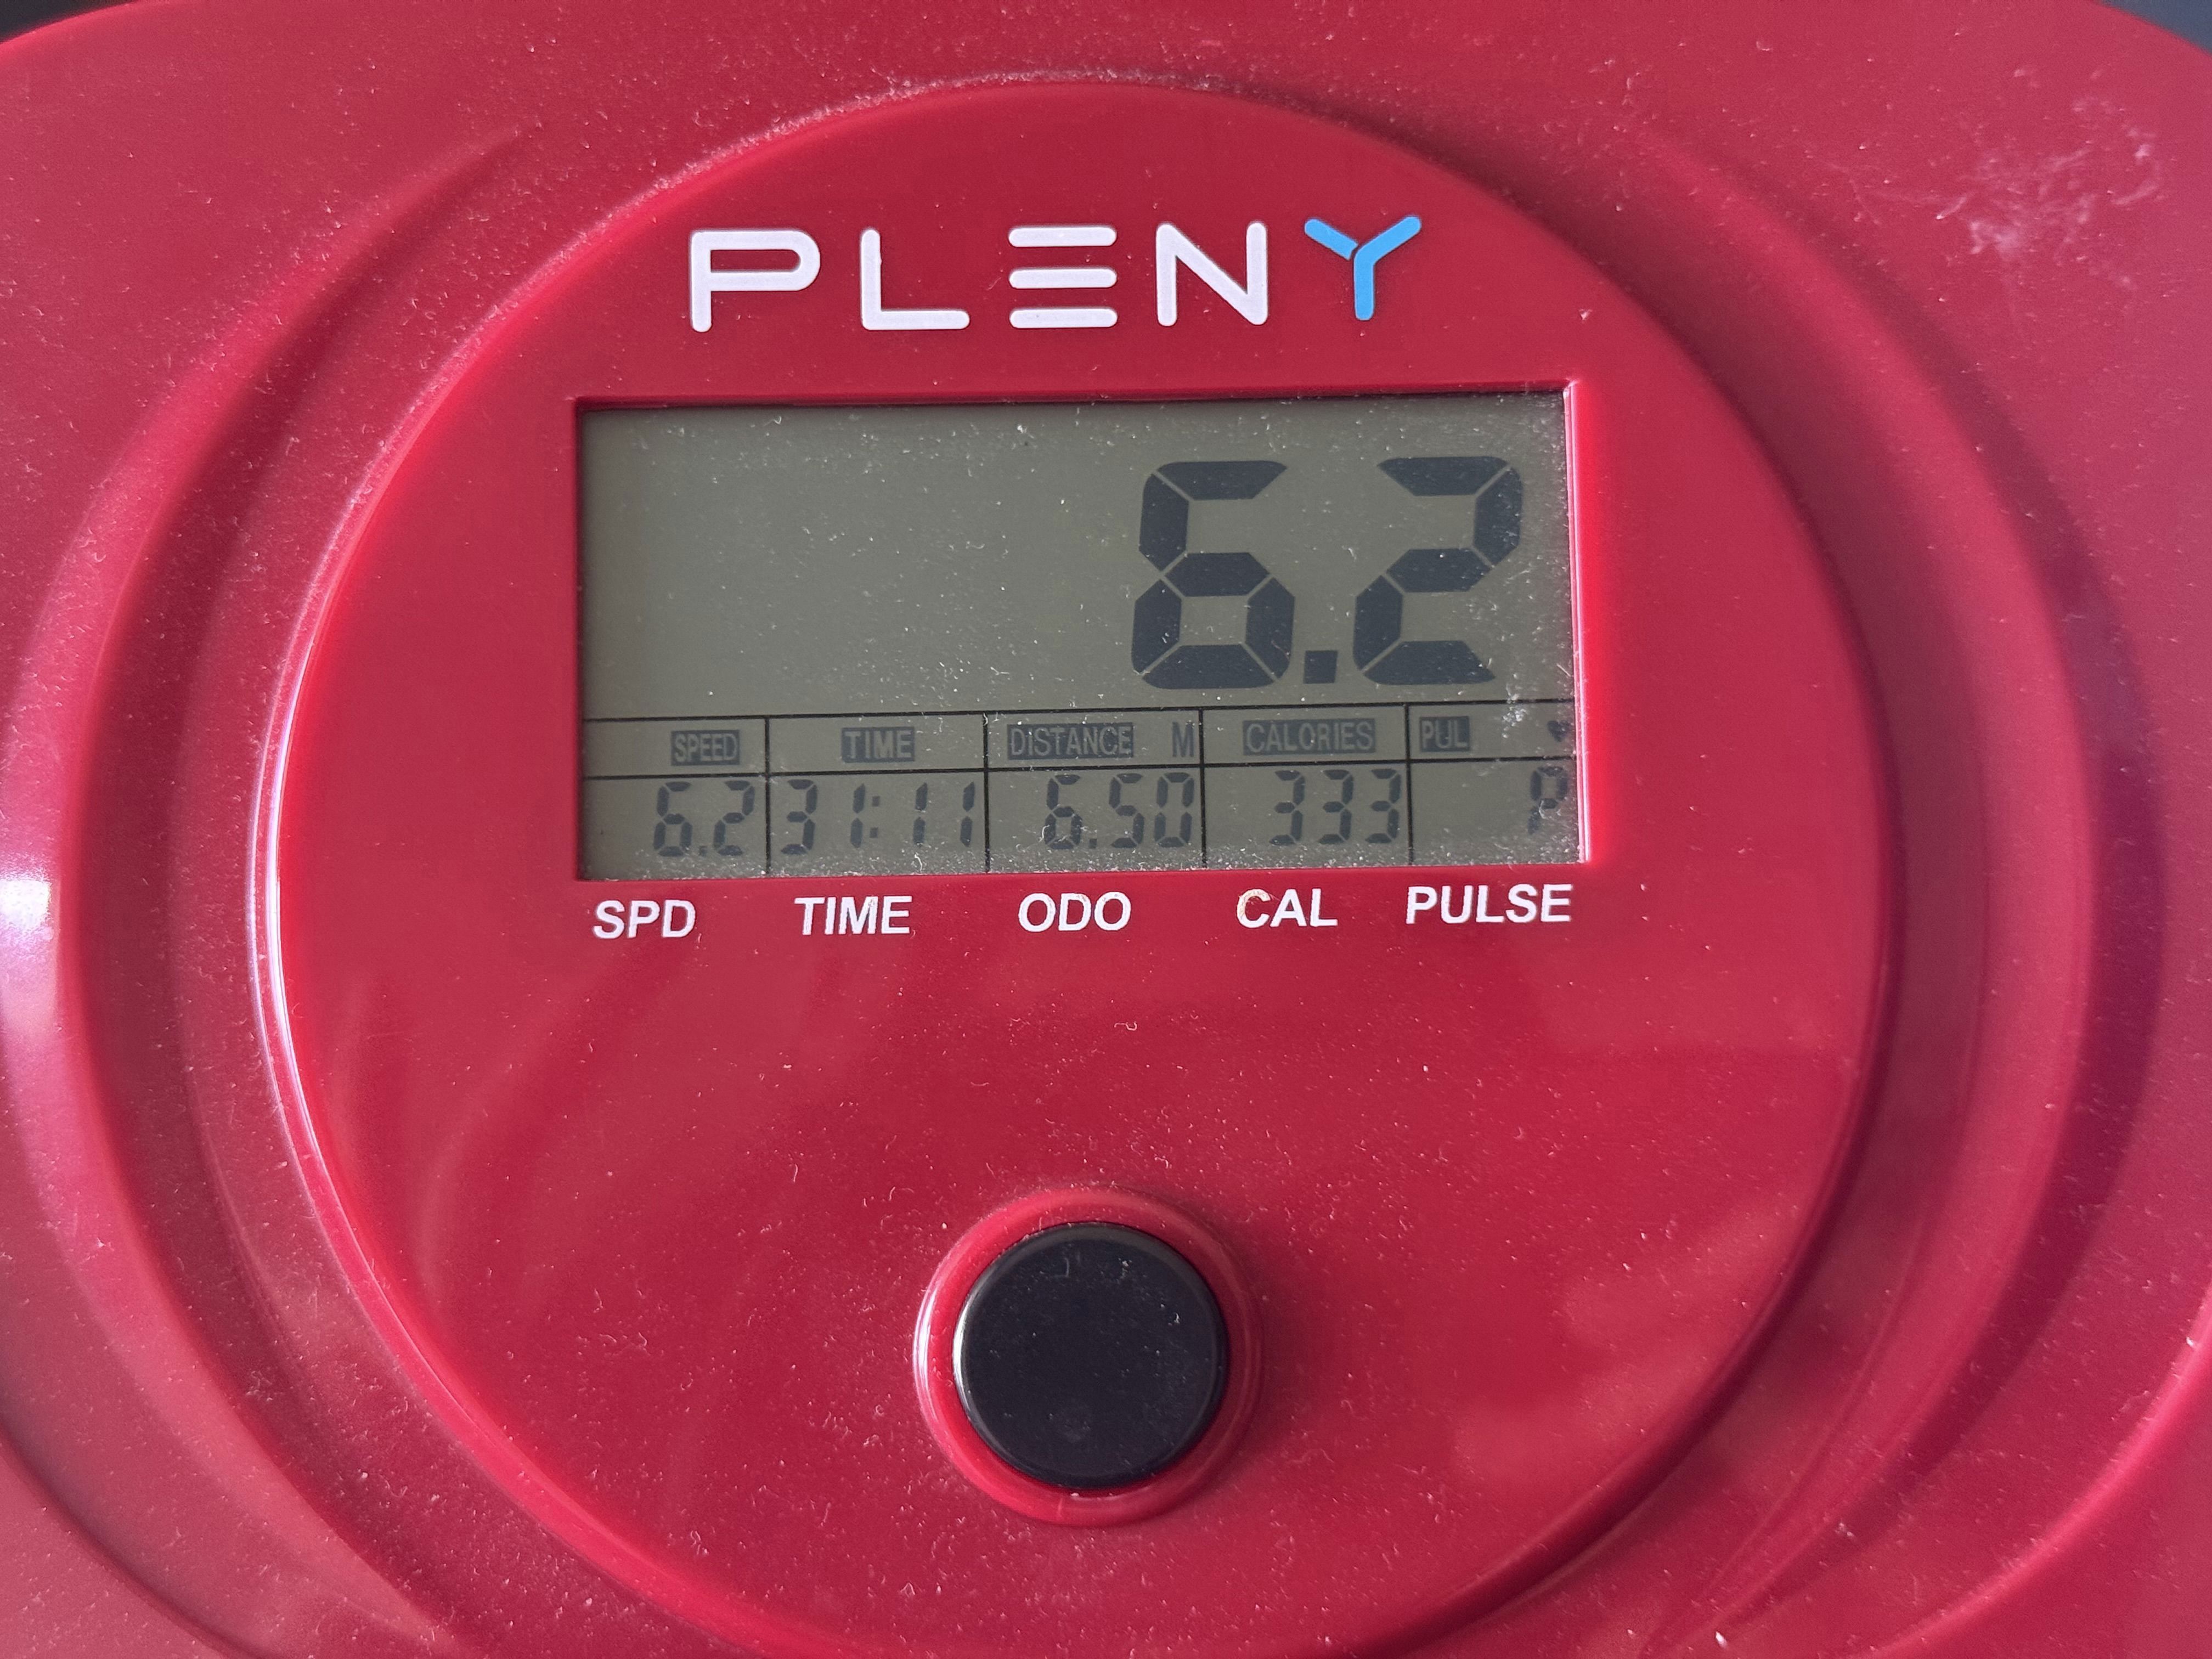 PLENY
6.2
SPEED TIME DISTANCE M CALORIES PUL
6.2 31:11 6.50 333 P
SPD TIME ODO CAL PULSE